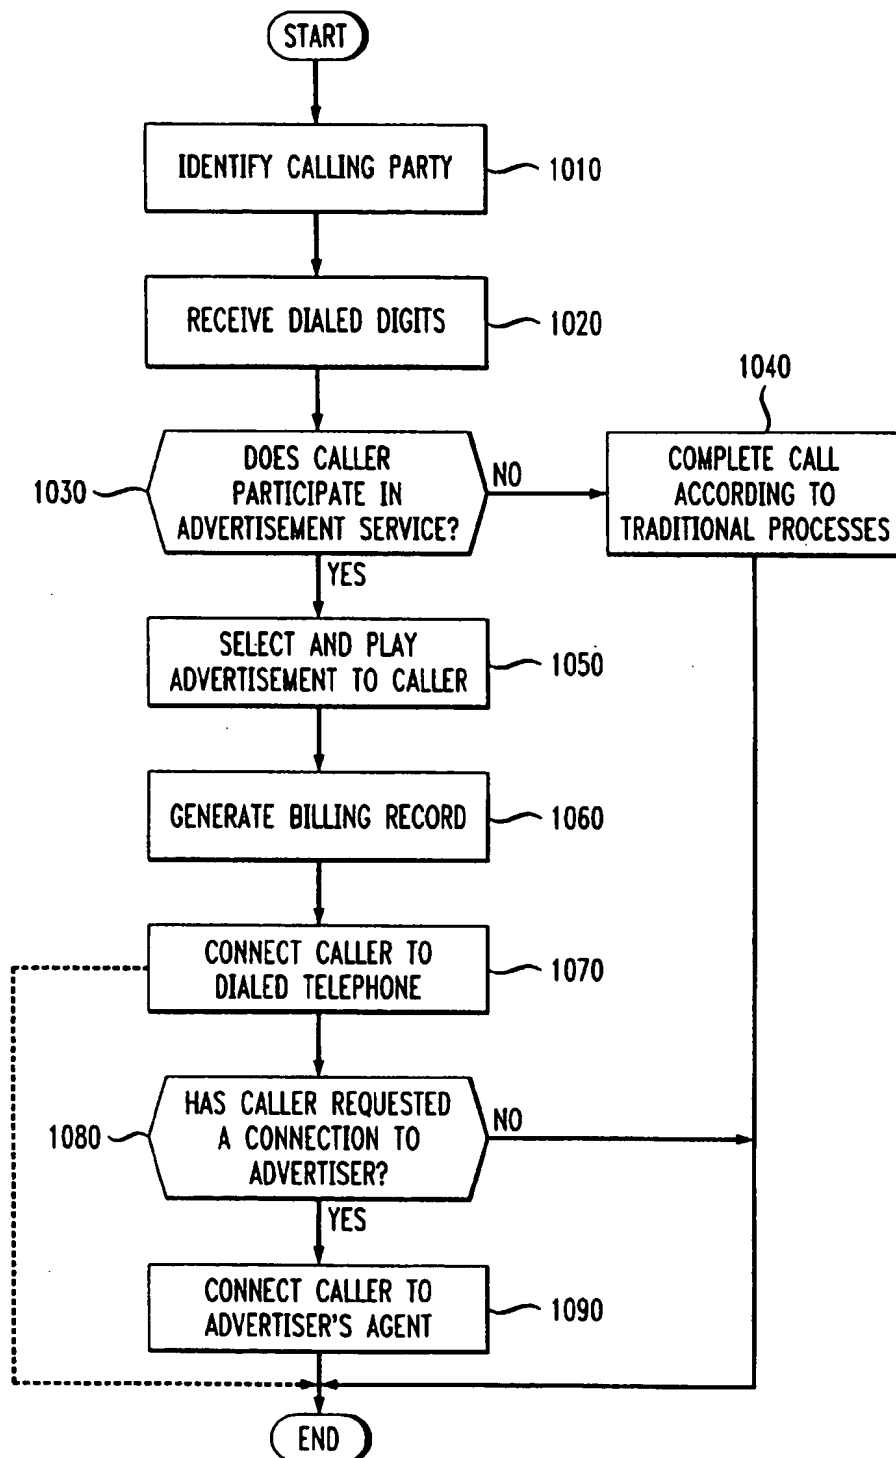 START
IDENTIFY CALLING PARTY
1010
RECEIVE DIALED DIGITS
1020
1030
DOES CALLER
PARTICIPATE IN
ADVERTISEMENT SERVICE?
NO
YES
1040
COMPLETE CALL
ACCORDING TO
TRADITIONAL PROCESSES
SELECT AND PLAY
ADVERTISEMENT TO CALLER
1050
GENERATE BILLING RECORD
1060
CONNECT CALLER TO
DIALED TELEPHONE
1070
1080
HAS CALLER REQUESTED
A CONNECTION TO
ADVERTISER?
NO
YES
CONNECT CALLER TO
ADVERTISER'S AGENT
1090
END